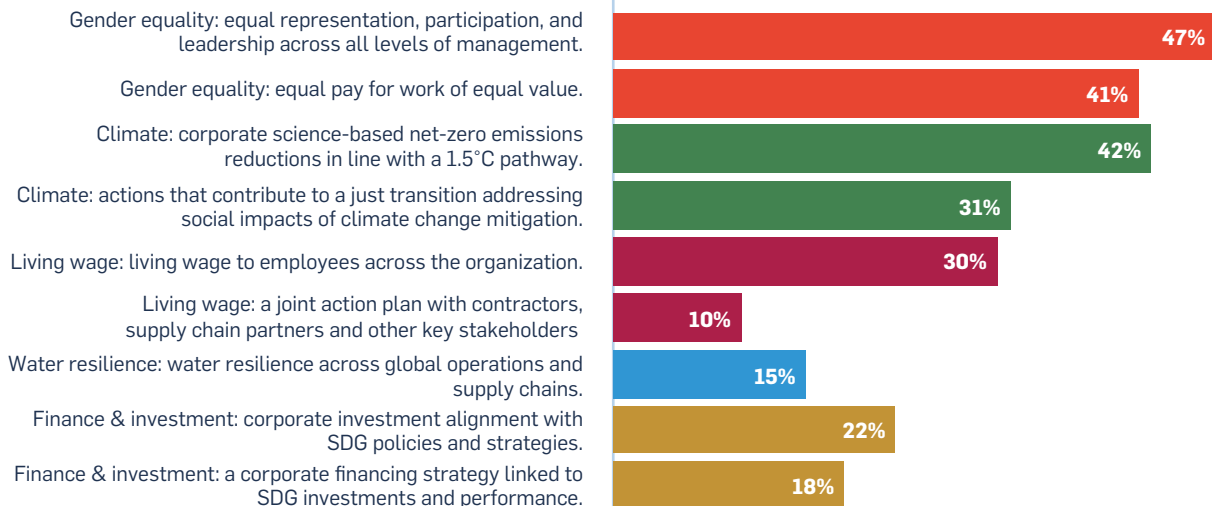 Gender equality: equal representation, participation, and
leadership across all levels of management.
47%
Gender equality: equal pay for work of equal value.
41%
Climate: corporate science-based net-zero emissions
reductions in line with a 1.5°C pathway.
42%
Climate: actions that contribute to a just transition addressing
social impacts of climate change mitigation.
31%
Living wage: living wage to employees across the organization.
30%
Living wage: a joint action plan with contractors,
supply chain partners and other key stakeholders
10%
Water resilience: water resilience across global operations and
supply chains.
15%
Finance & investment: corporate investment alignment with
SDG policies and strategies.
22%
Finance & investment: a corporate financing strategy linked to
SDG investments and performance.
18%